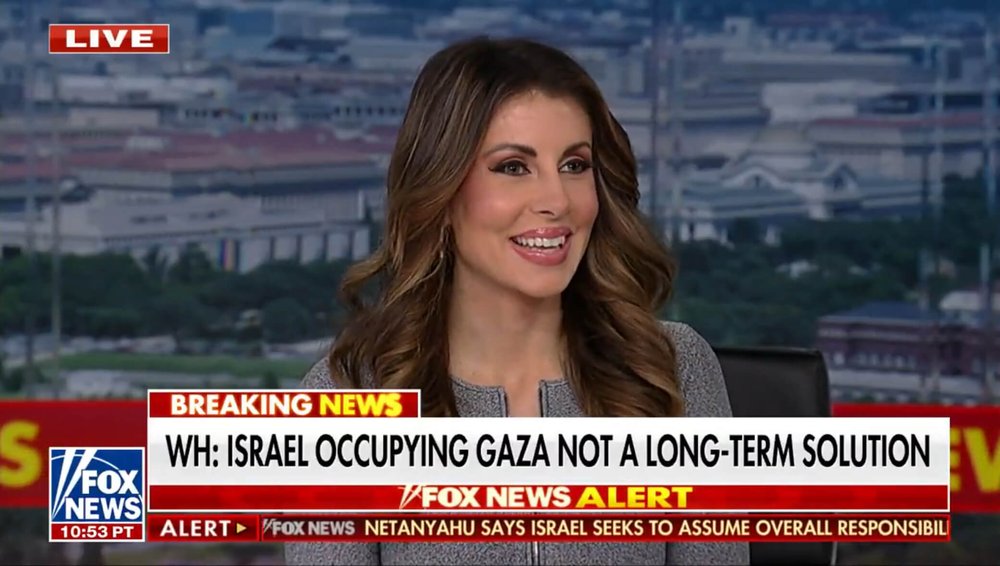 LIVE
BREAKING NEWS
WH: ISRAEL OCCUPYING GAZA NOT A LONG-TERM SOLUTION
FOX NEWS ALERT
FOX
NEWS
10:53 PT
ALERT
FOX NEWS
NETANYAHU SAYS ISRAEL SEEKS TO ASSUME OVERALL RESPONSIBIL